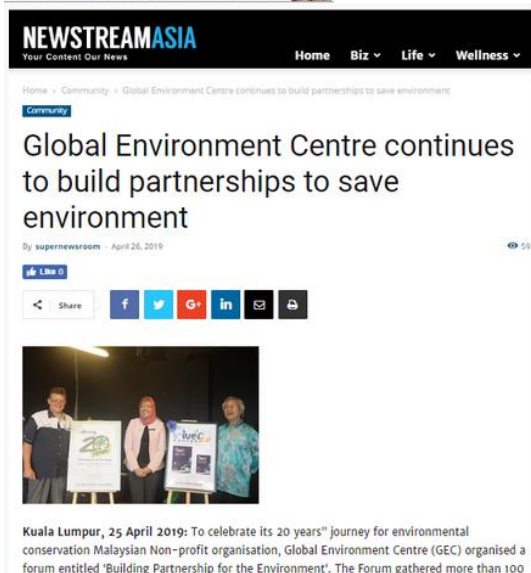 NEWSTREAMASIA
Your Content Our News
Home Biz Life Wellness
Home › Community › Global Environment Centre continues to build partnerships to save environment
Community
Global Environment Centre continues
to build partnerships to save
environment
By supernewsroom - April 26, 2019
59
Like 0
Share
20
Kuala Lumpur, 25 April 2019: To celebrate its 20 years" journey for environmental
conservation Malaysian Non-profit organisation, Global Environment Centre (GEC) organised a
forum entitled 'Building Partnership for the Environment'. The Forum gathered more than 100